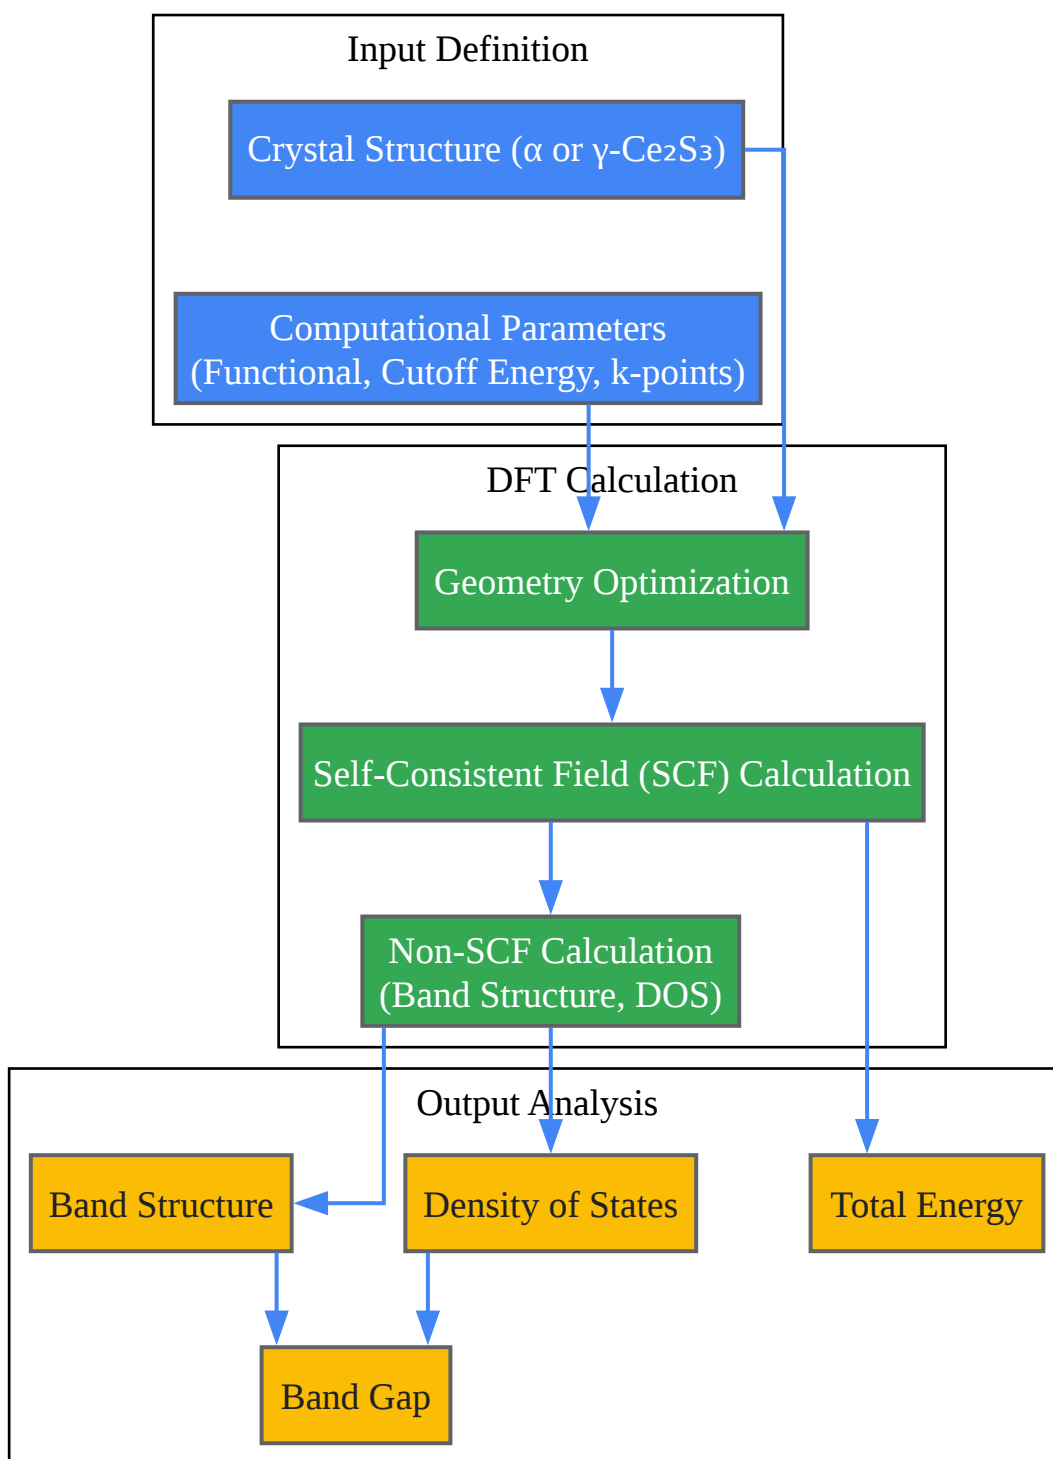 Input Definition
Crystal Structure (α or γ-Ce₂S₃)
Computational Parameters
(Functional, Cutoff Energy, k-points)
DFT Calculation
Geometry Optimization
Self-Consistent Field (SCF) Calculation
Non-SCF Calculation
(Band Structure, DOS)
Output Analysis
Band Structure
Density of States
Total Energy
Band Gap